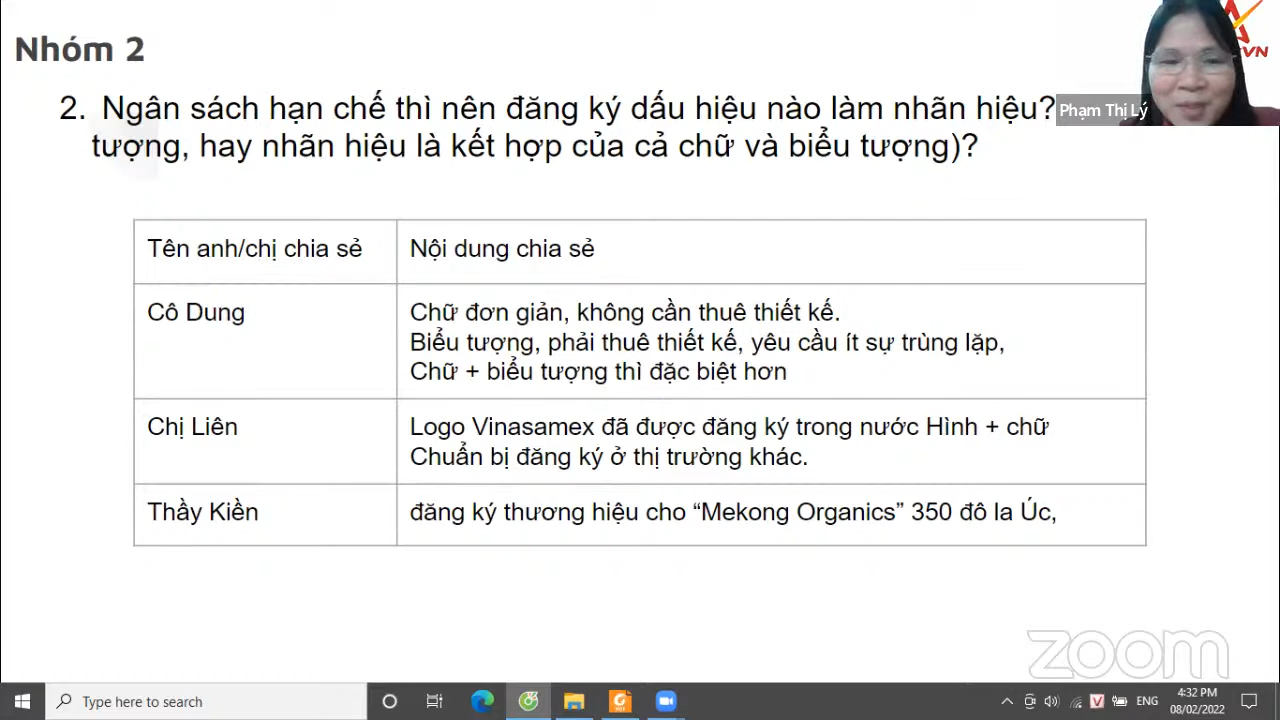 Nhóm 2
VN
Phạm Thị Lý
2. Ngân sách hạn chế thì nên đăng ký dấu hiệu nào làm nhãn hiệu?
tượng, hay nhãn hiệu là kết hợp của cả chữ và biểu tượng)?
Tên anh/chị chia sẻ
Nội dung chia sẻ
Cô Dung
Chữ đơn giản, không cần thuê thiết kế.
Biểu tượng, phải thuê thiết kế, yêu cầu ít sự trùng lặp,
Chữ + biểu tượng thì đặc biệt hơn
Chị Liên
Logo Vinasamex đã được đăng ký trong nước Hình + chữ
Chuẩn bị đăng ký ở thị trường khác.
Thầy Kiền
đăng ký thương hiệu cho “Mekong Organics” 350 đô la Úc,
zoom
Type here to search
ENG
4:32 PM
08/02/2022